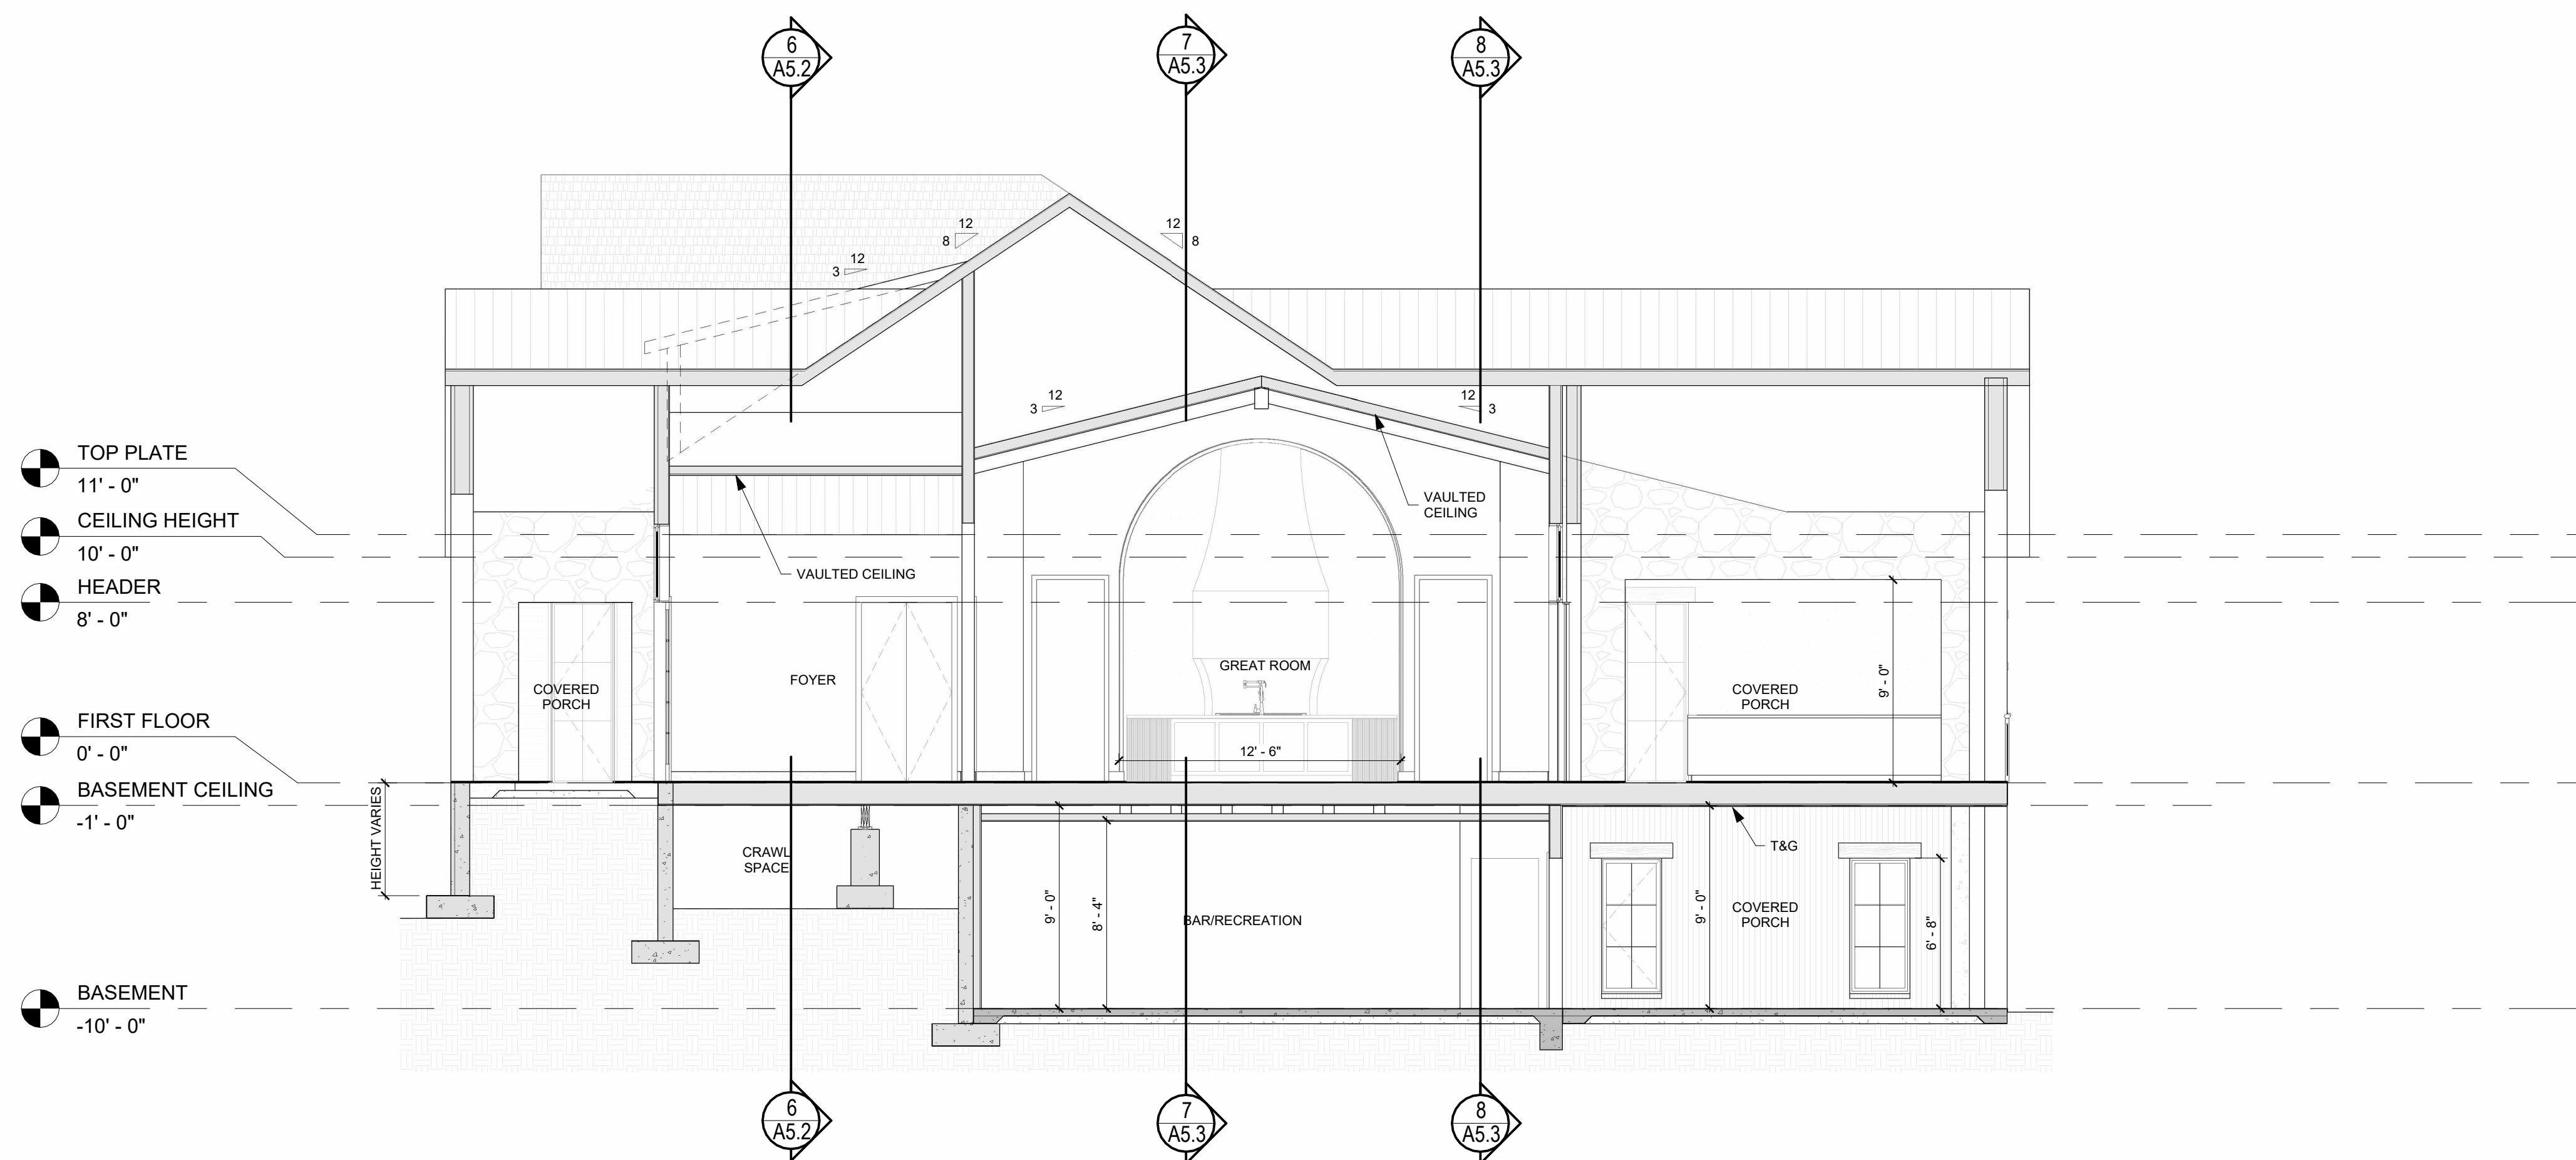 6
A5.2
7
A5.3
8
A5.3
12
8
12
8
12
3
12
3
12
3
TOP PLATE
11' - 0"
CEILING HEIGHT
10' - 0"
HEADER
8' - 0"
FIRST FLOOR
0' - 0"
BASEMENT CEILING
-1' - 0"
BASEMENT
-10' - 0"
VAULTED
CEILING
VAULTED CEILING
COVERED
PORCH
FOYER
GREAT ROOM
12' - 6"
COVERED
PORCH
9' - 0"
HEIGHT VARIES
CRAWL
SPACE
9' - 0"
8' - 4"
BAR/RECREATION
T&G
9' - 0"
COVERED
PORCH
6' - 8"
6
A5.2
7
A5.3
8
A5.3